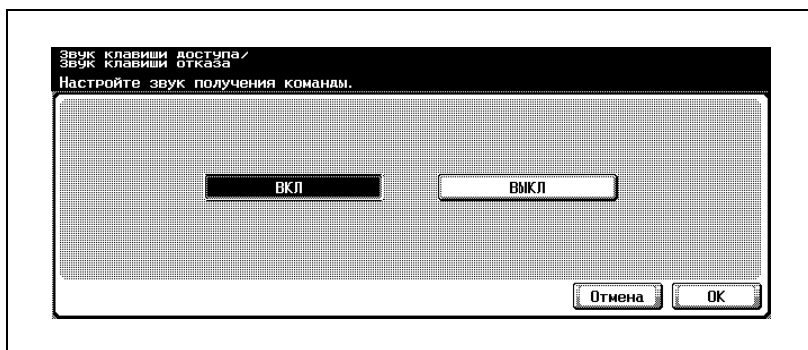 Звук клавиши доступа/
Звук клавиши отказа
Настройте звук получения команды.
ВКЛ ВЫКЛ
Отмена OK